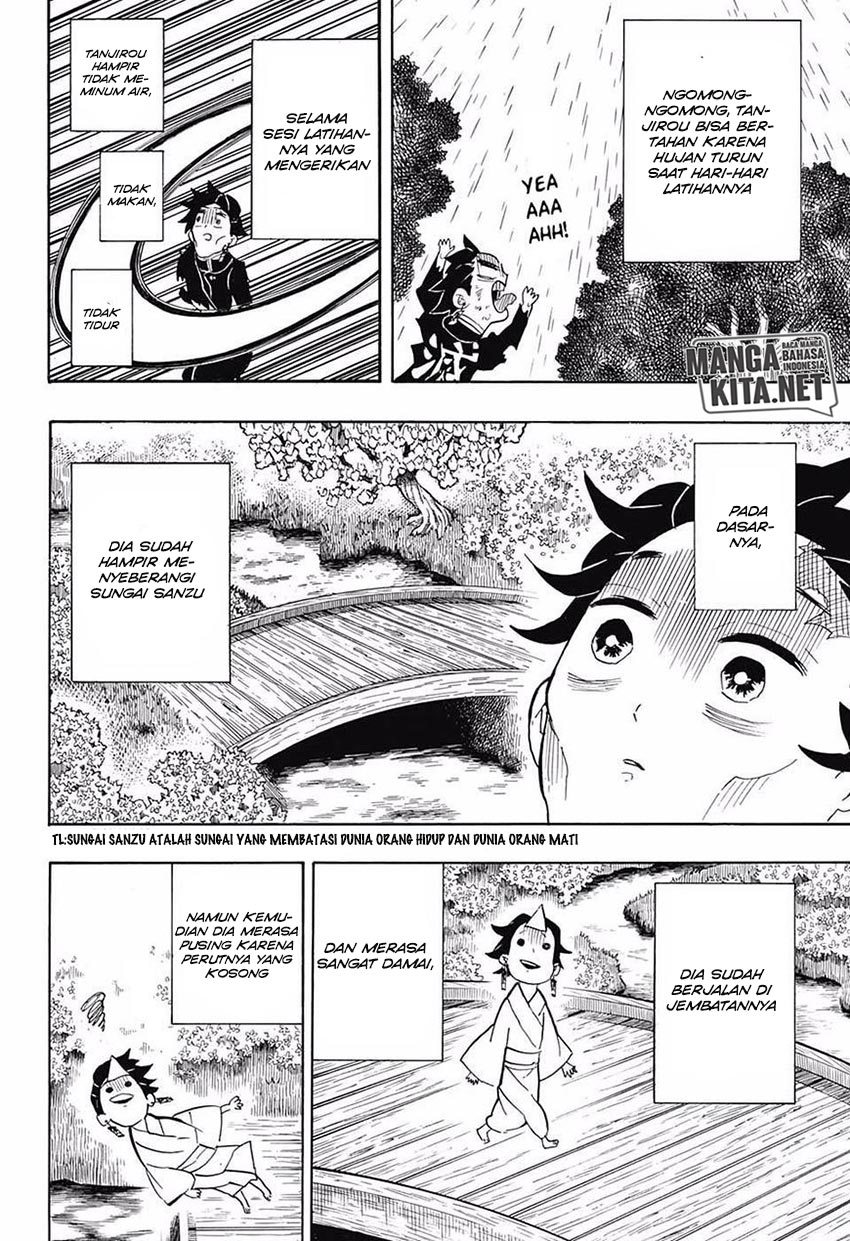 NGOMONG-
NGOMONG, TAN-
JIROU BISA BER-
TAHAN KARENA
HUJAN TURUN
SAAT HARI-HARI
LATIHANNYA
YEA
AAA
AHH!
SELAMA
SESI LATIHAN-
NYA YANG
MENGERIKAN
TANJIROU
HAMPIR
TIDAK ME-
MINUM AIR,
TIDAK
MAKAN,
TIDAK
TIDUR
MANGA
KITA.NET
BACA MANGA
BAHASA
INDONESIA
PADA
DASAR-
NYA,
DIA SUDAH
HAMPIR ME-
NYEBERANGI
SUNGAI SANZU
TL:SUNGAI SANZU ATALAH SUNGAI YANG MEMBATASI DUNIA ORANG HIDUP DAN DUNIA ORANG MATI
DIA SUDAH
BERJALAN DI
JEMBATANNYA
DAN MERASA
SANGAT DAMAI,
NAMUN KEMU-
DIAN DIA MERASA
PUSING KARENA
PERUTNYA YANG
KOSONG